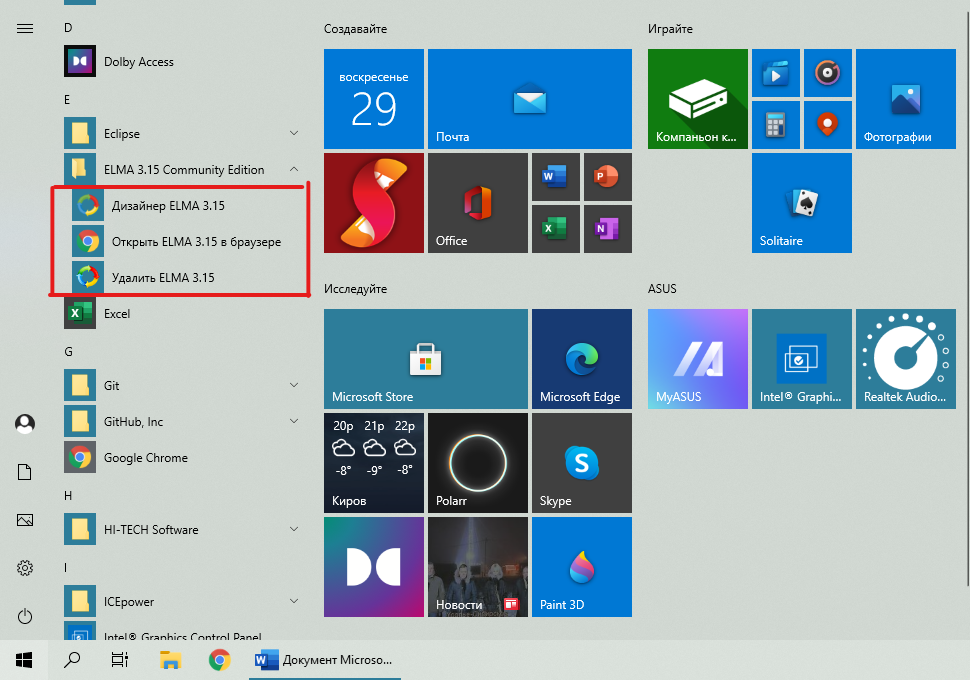 D
Dolby Access
E
Eclipse
ELMA 3.15 Community Edition
Дизайнер ELMA 3.15
Открыть ELMA 3.15 в браузере
Удалить ELMA 3.15
Excel
G
Git
GitHub, Inc
Google Chrome
H
HI-TECH Software
I
ICEpower
Intel® Graphics Control Panel
Создавайте
воскресенье
29
Почта
Office
Исследуйте
Microsoft Store
Microsoft Edge
20р 21р 22р
-8° -9° -8°
Киров
Polarr
Skype
Новости
Paint 3D
Играйте
Компаньон к...
Фотографии
Solitaire
ASUS
MyASUS
Intel® Graphi...
Realtek Audio...
Документ Microso...